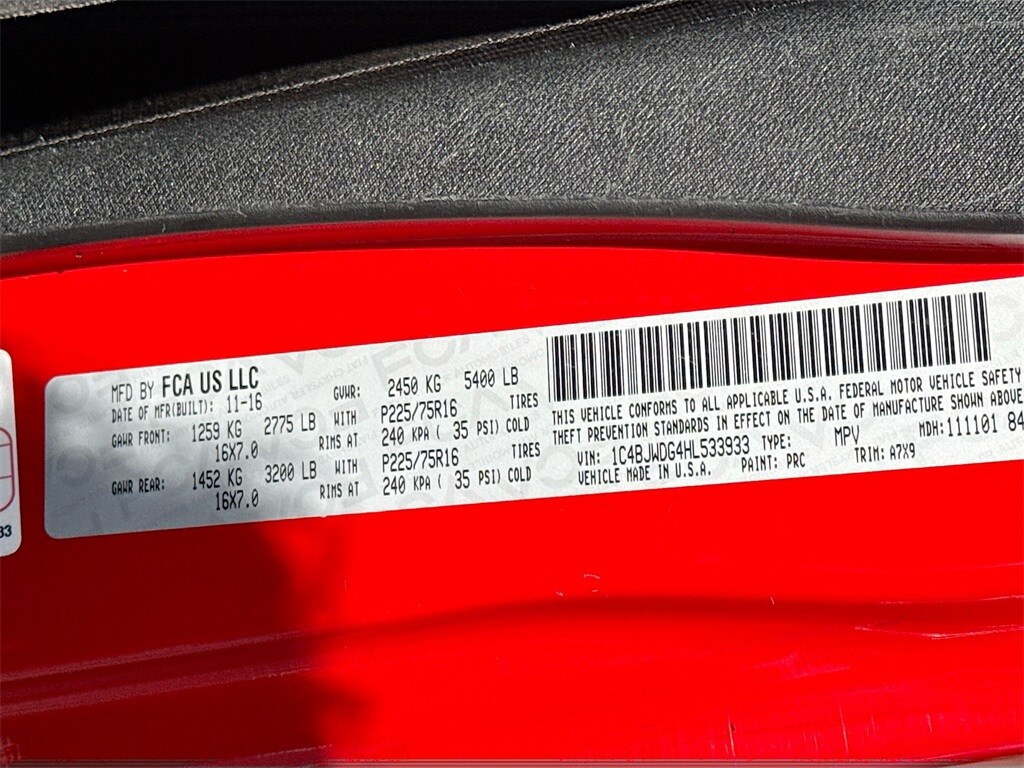 MFD BY FCA US LLC
DATE OF MFR(BUILT): 11-16 GVWR: 2450 KG 5400 LB
GAWR FRONT: 1259 KG 2775 LB WITH P225/75R16 TIRES
16X7.0 RIMS AT 240 KPA ( 35 PSI) COLD
GAWR REAR: 1452 KG 3200 LB WITH P225/75R16 TIRES
16X7.0 RIMS AT 240 KPA ( 35 PSI) COLD
THIS VEHICLE CONFORMS TO ALL APPLICABLE U.S.A. FEDERAL MOTOR VEHICLE SAFETY
THEFT PREVENTION STANDARDS IN EFFECT ON THE DATE OF MANUFACTURE SHOWN ABOVE
VIN: 1C4BJWDG4HL533933 TYPE: MPV MDH: 111101 84
VEHICLE MADE IN U.S.A. PAINT: PRC TRIM: A7X9
33